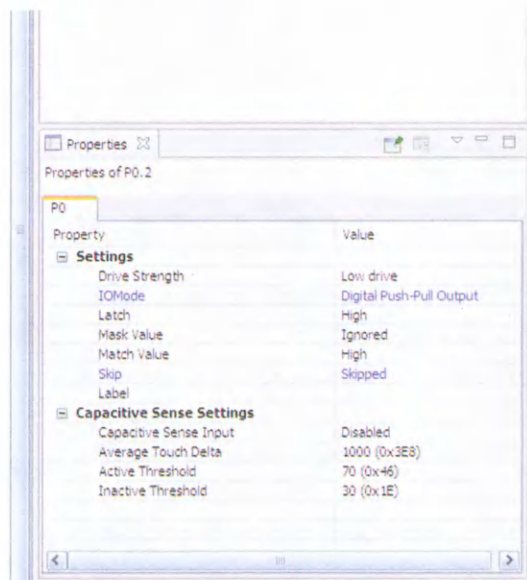 Properties
Properties of P0.2
P0
Property Value
Settings
Drive Strength Low drive
IOMode Digital Push-Pull Output
Latch High
Mask Value Ignored
Match Value High
Skip Skipped
Label
Capacitive Sense Settings
Capacitive Sense Input Disabled
Average Touch Delta 1000 (0x3E8)
Active Threshold 70 (0x46)
Inactive Threshold 30 (0x1E)